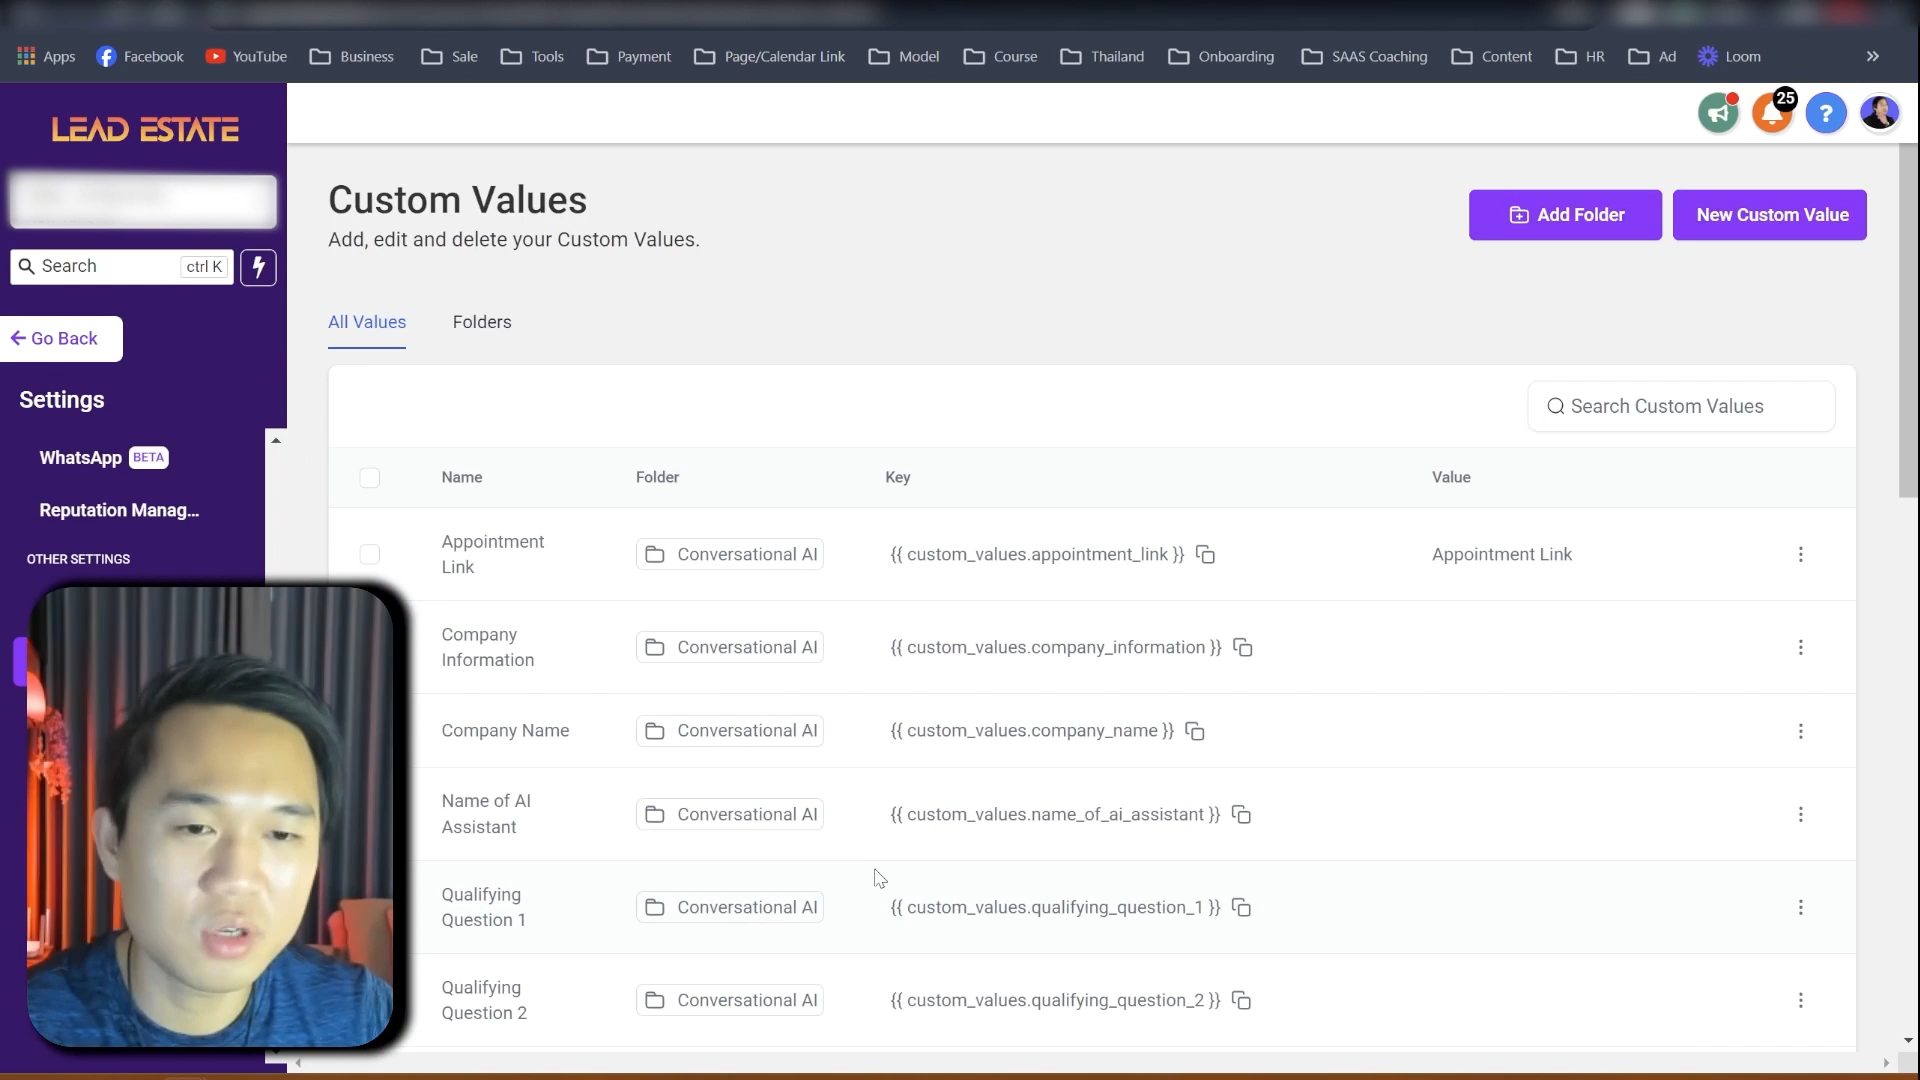 Apps Facebook YouTube Business Sale Tools Payment Page/Calendar Link Model Course Thailand Onboarding SAAS Coaching Content HR Ad Loom »
LEAD ESTATE
25
?
Custom Values
Add, edit and delete your Custom Values.
Add Folder
New Custom Value
Search ctrl K
Go Back
All Values Folders
Settings
Search Custom Values
WhatsApp BETA
Reputation Manag...
OTHER SETTINGS
Name Folder Key Value
Appointment
Link
Conversational AI {{ custom_values.appointment_link }} Appointment Link
Company
Information
Conversational AI {{ custom_values.company_information }}
Company Name Conversational AI {{ custom_values.company_name }}
Name of AI
Assistant
Conversational AI {{ custom_values.name_of_ai_assistant }}
Qualifying
Question 1
Conversational AI {{ custom_values.qualifying_question_1 }}
Qualifying
Question 2
Conversational AI {{ custom_values.qualifying_question_2 }}